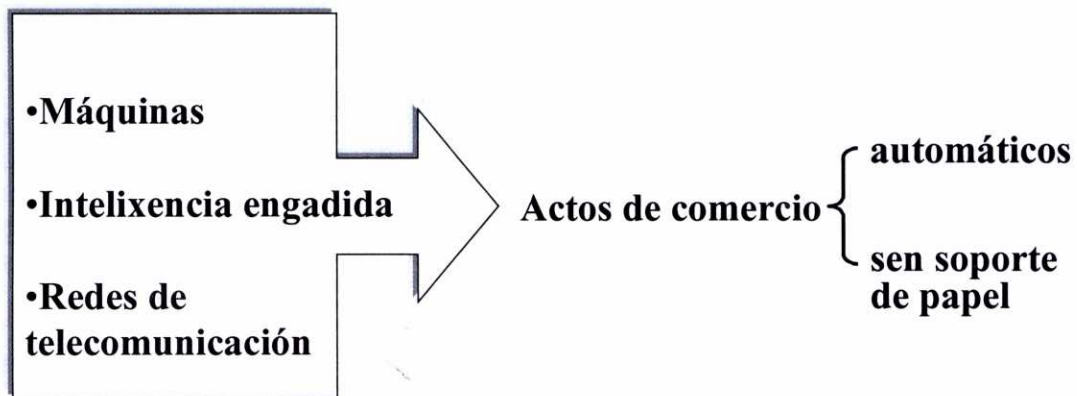 •Máquinas
•Intelixencia engadida
•Redes de
telecomunicación
Actos de comercio
automáticos
sen soporte
de papel